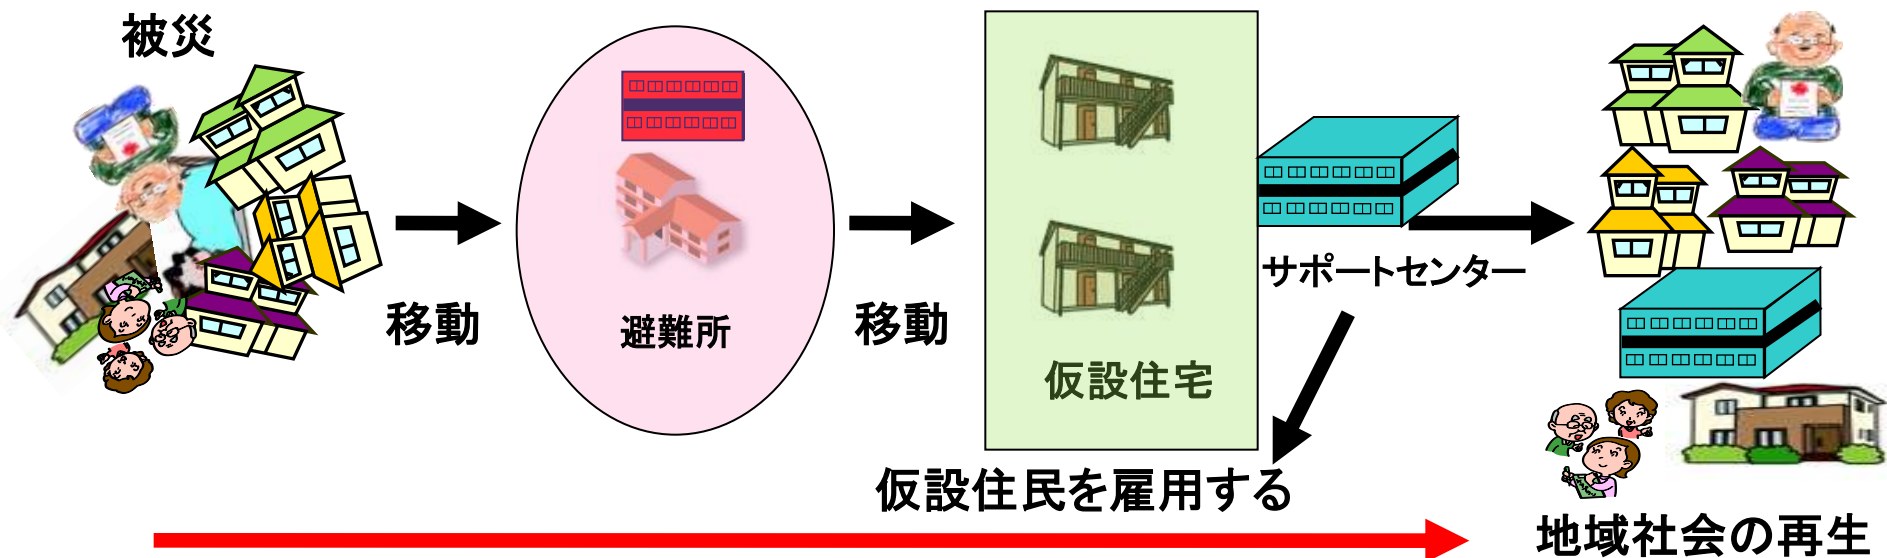 被災
移動
避難所
移動
仮設住宅
サポートセンター
仮設住民を雇用する
地域社会の再生